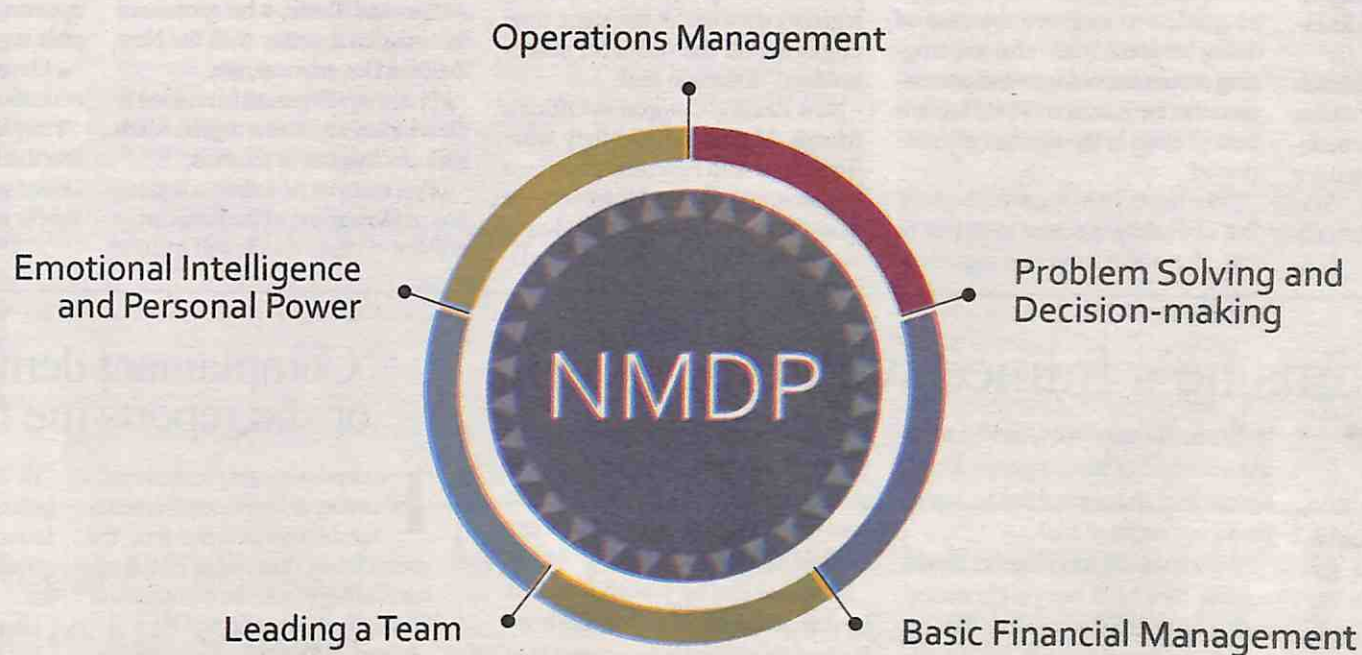 Operations Management
Emotional Intelligence
and Personal Power
Problem Solving and
Decision-making
NMDP
Leading a Team
Basic Financial Management